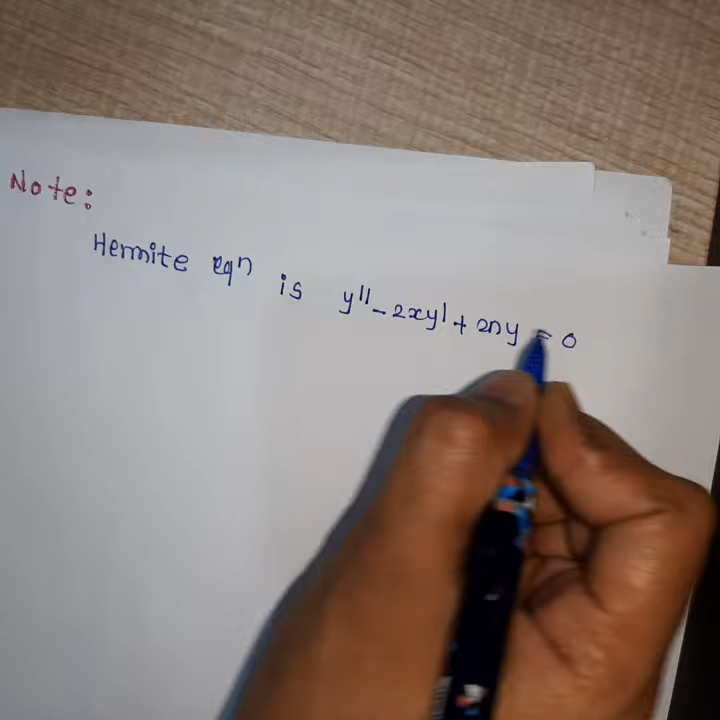 Note:
Hermite eqn is y'' - 2xy' + 2ny = 0